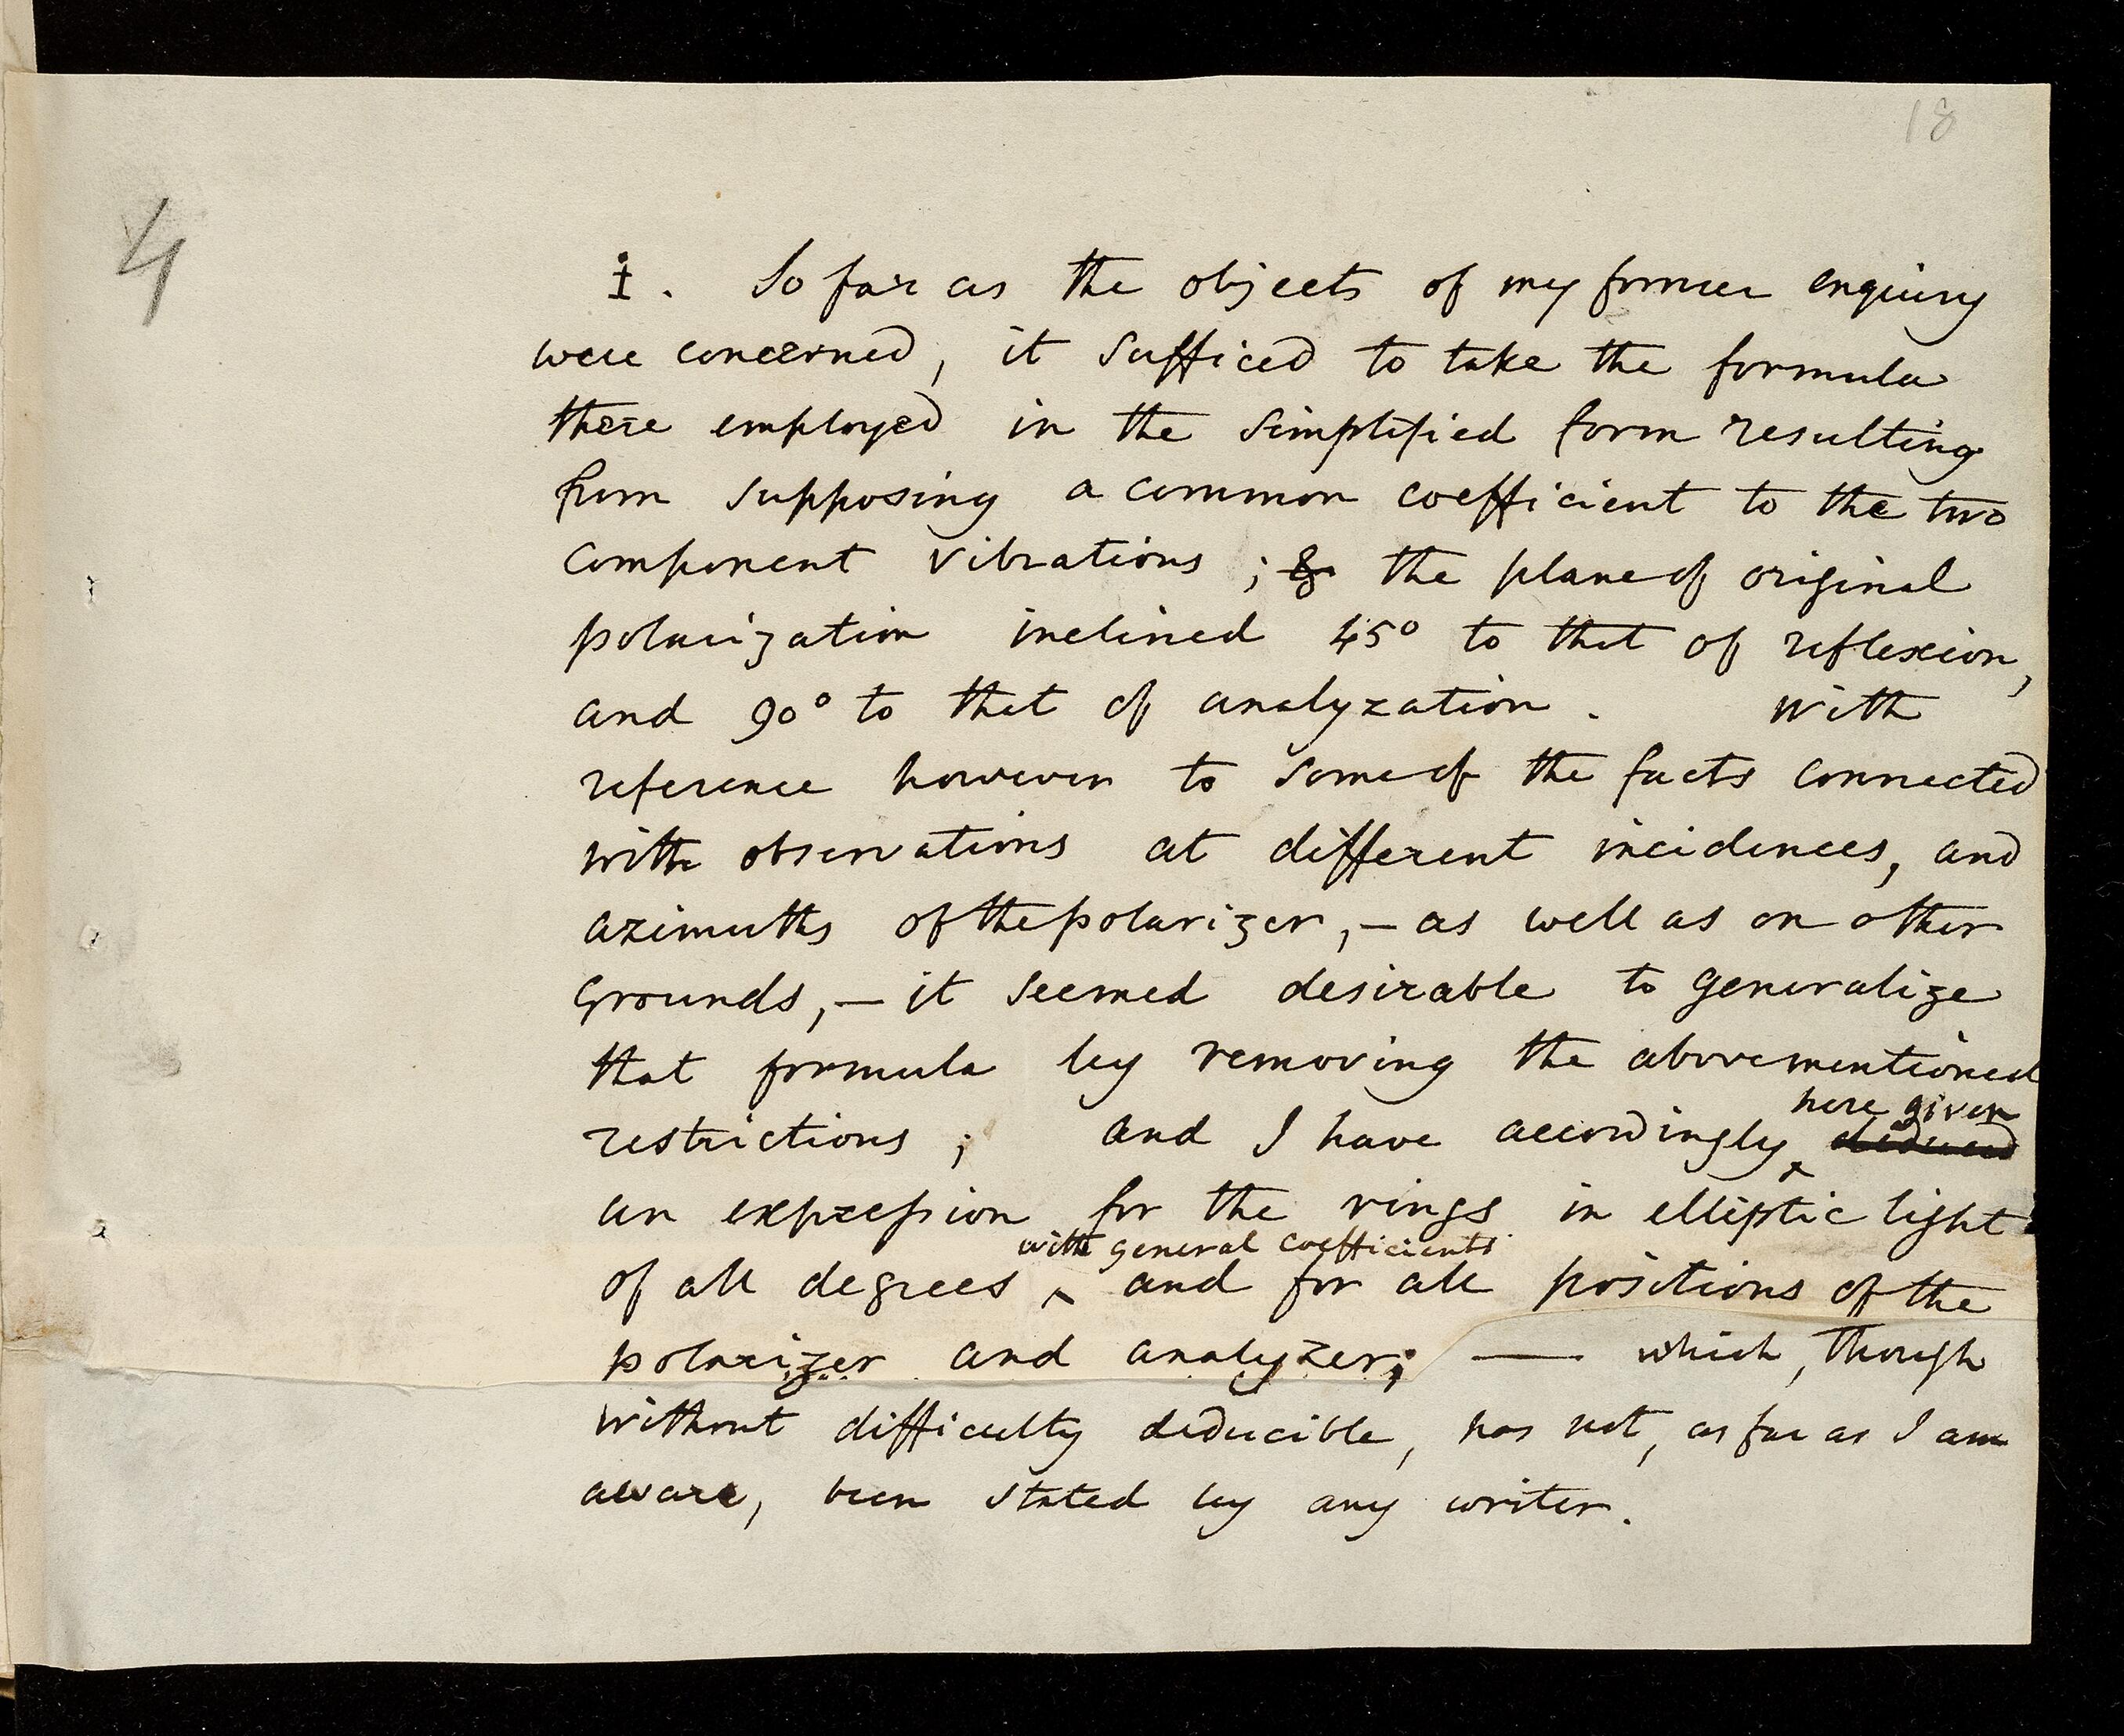 18
4
1. So far as the objects of my former enquiry
were concerned, it sufficed to take the formula
there employed in the simplified form resulting
from supposing a common coefficient to the two
component vibrations ; & the plane of original
polarization inclined 45° to that of reflexion,
and 90° to that of analyzation . With
reference however to some of the facts connected
with observations at different incidences, and
azimuths of the polarizer, – as well as on other
grounds, – it seemed desirable to generalize
that formula by removing the abovementioned
here given
restrictions ; and I have accordingly ‸ deduced
an expression for the rings in elliptic light
with general coefficients
of all degrees ‸ and for all positions of the
polarizer and analyzer; — which, though
without difficulty deducible, has not, as far as I am
aware, been stated by any writer.